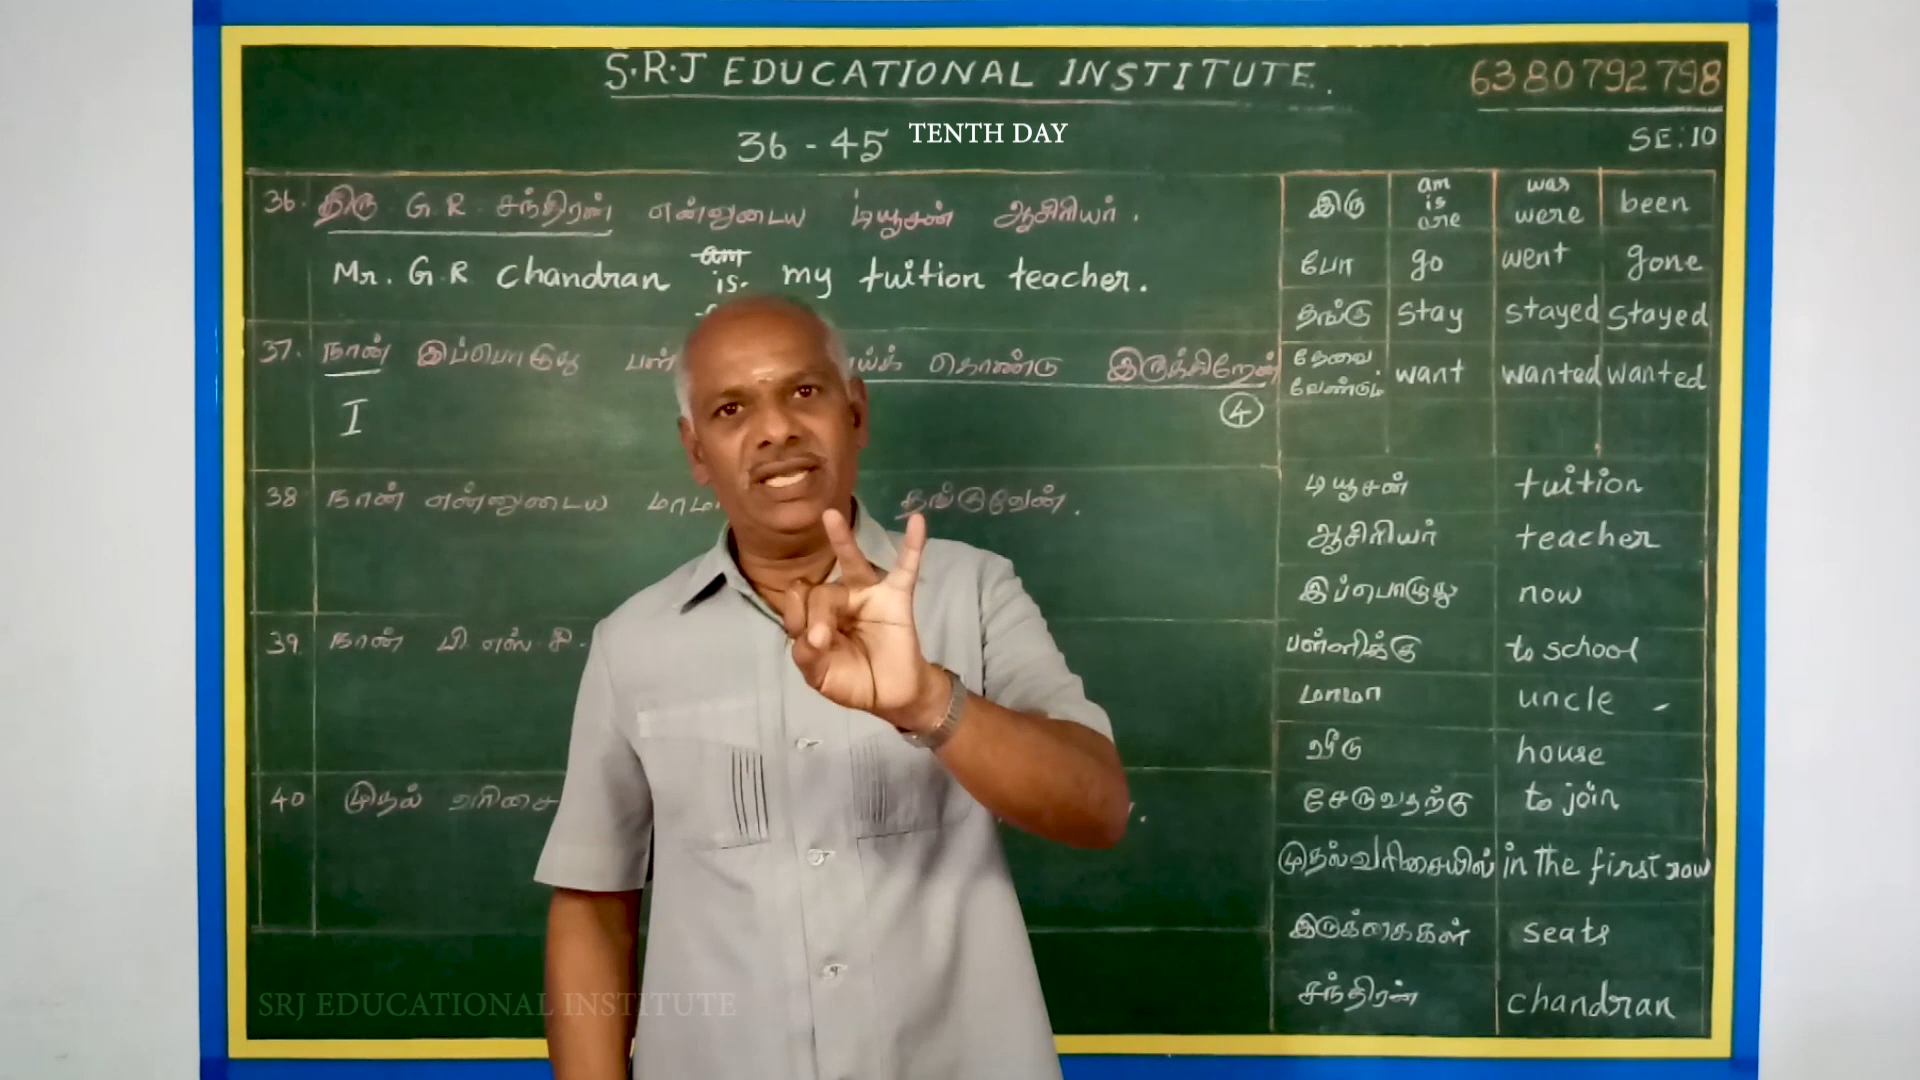 S.R.J EDUCATIONAL INSTITUTE.
6380792798
36 - 45 TENTH DAY
SE:10
36. திரு G.R. சந்திரன் என்னுடைய டியூசன் ஆசிரியர்.
am
Mr. G.R Chandran is. my tuition teacher.
37. நான் இப்பொழுது கொண்டு இருக்கிறேன்
I
4
38 நான் என்னுடைய தங்குவேன்.
39 நான் பி.எஸ்.சி.
40 முதல் வரிசை
இரு am is are was were been
போ go went gone
தங்கு stay stayed stayed
தேவை வேண்டும் want wanted wanted
டியூசன் tuition
ஆசிரியர் teacher
இப்பொழுது now
பள்ளிக்கு to school
மாமா uncle
வீடு house
சேருவதற்கு to join
முதல்வரிசையில் in the first row
இருக்கைகள் seats
சந்திரன் chandran
SRJ EDUCATIONAL INSTITUTE